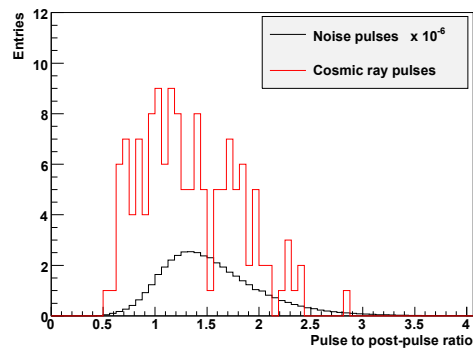 Entries
12
10
8
6
4
2
0
0 0.5 1 1.5 2 2.5 3 3.5 4
Pulse to post-pulse ratio
Noise pulses x 10^-6
Cosmic ray pulses